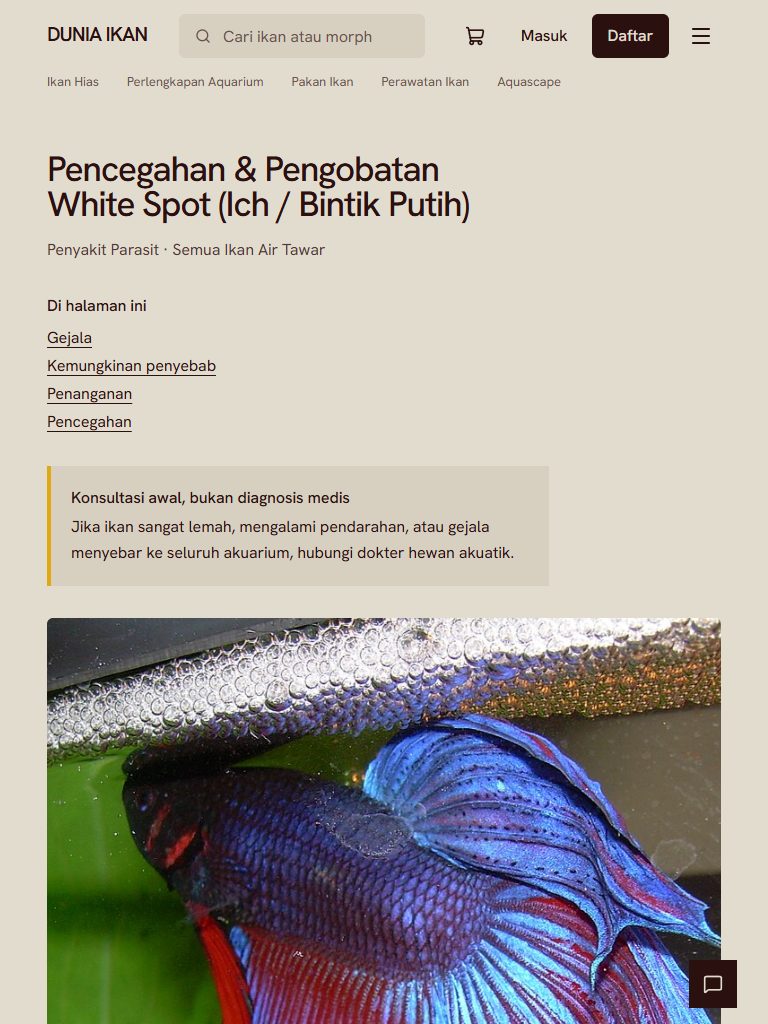 DUNIA IKAN
Cari ikan atau morph
Masuk
Daftar
Ikan Hias
Perlengkapan Aquarium
Pakan Ikan
Perawatan Ikan
Aquascape
Pencegahan & Pengobatan
White Spot (Ich / Bintik Putih)
Penyakit Parasit · Semua Ikan Air Tawar
Di halaman ini
Gejala
Kemungkinan penyebab
Penanganan
Pencegahan
Konsultasi awal, bukan diagnosis medis
Jika ikan sangat lemah, mengalami pendarahan, atau gejala
menyebar ke seluruh akuarium, hubungi dokter hewan akuatik.